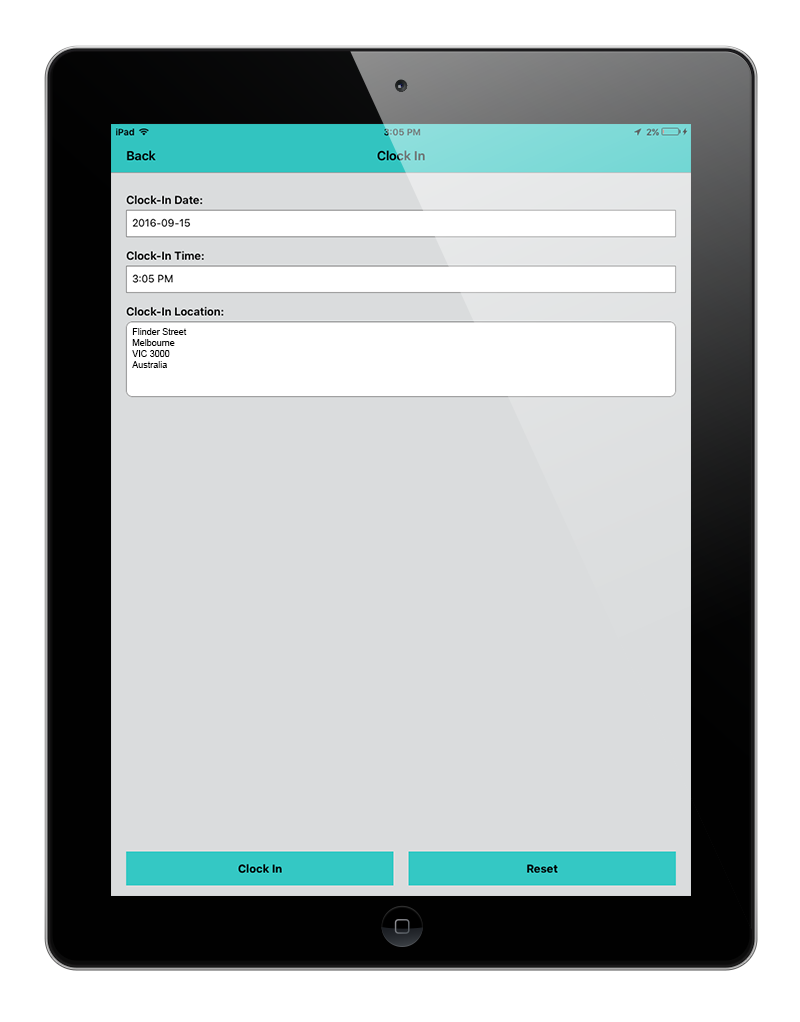 iPad 3:05 PM 2%
Back Clock In
Clock-In Date:
2016-09-15
Clock-In Time:
3:05 PM
Clock-In Location:
Flinder Street
Melbourne
VIC 3000
Australia
Clock In Reset